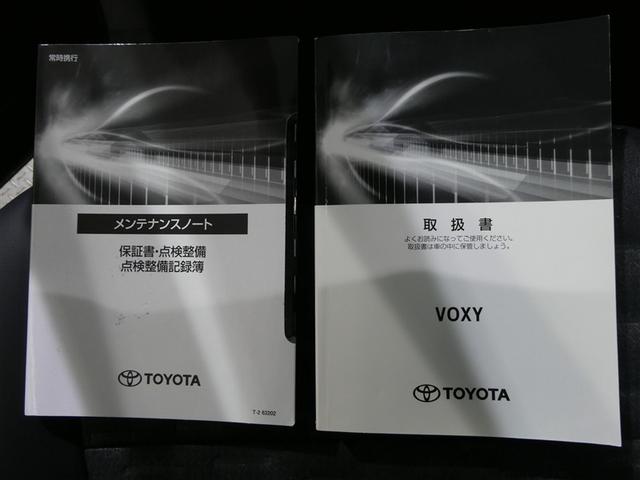 常時携行
メンテナンスノート
保証書・点検整備
点検整備記録簿
TOYOTA
T-2 63202
取扱書
よくお読みになってご使用ください。
取扱書は車の中に保管しましょう。
VOXY
TOYOTA